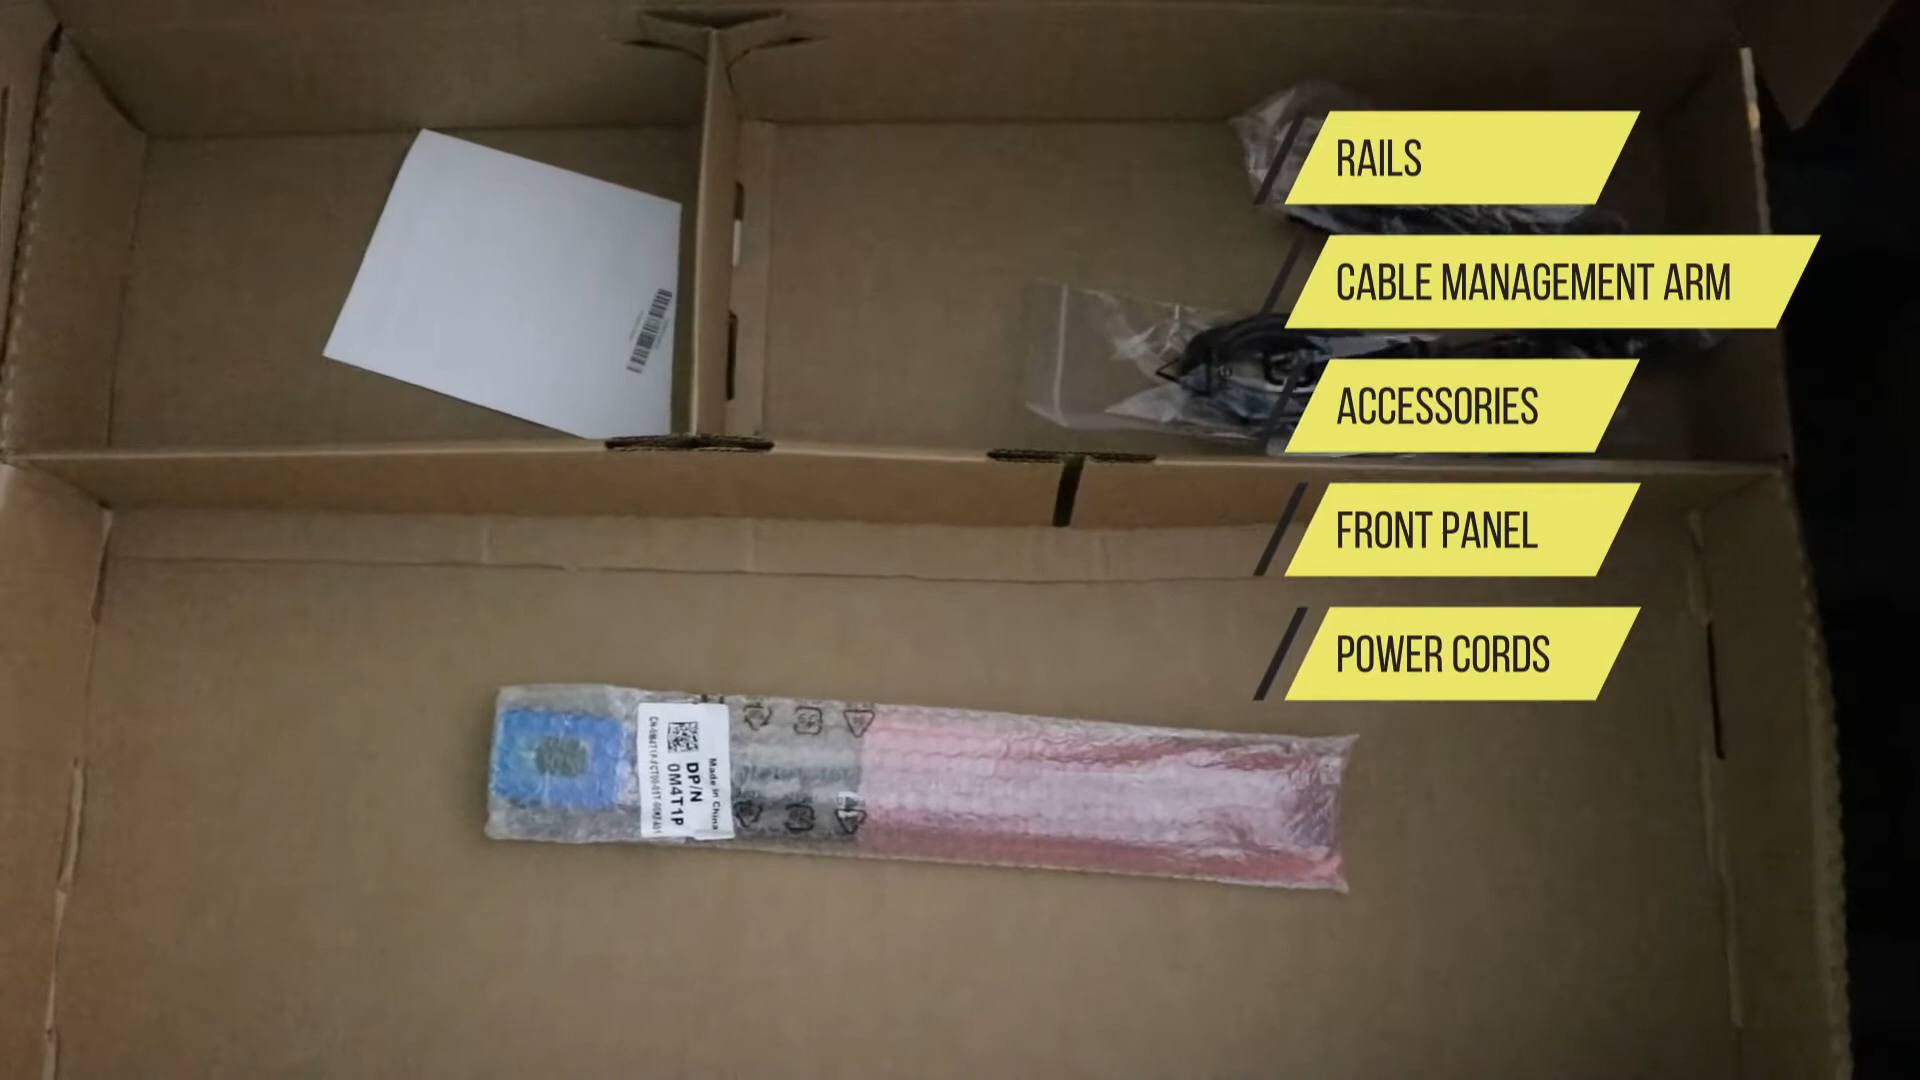 RAILS
CABLE MANAGEMENT ARM
ACCESSORIES
FRONT PANEL
POWER CORDS
Made in China
DP/N
0M4T1P